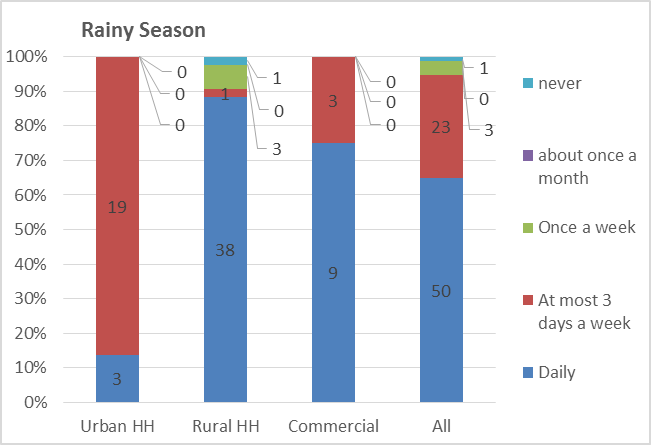 Rainy Season
100%
90%
80%
70%
60%
50%
40%
30%
20%
10%
0%
0
0
0
19
3
1
0
3
1
38
0
0
0
3
9
1
0
3
23
50
Urban HH
Rural HH
Commercial
All
never
about once a
month
Once a week
At most 3
days a week
Daily